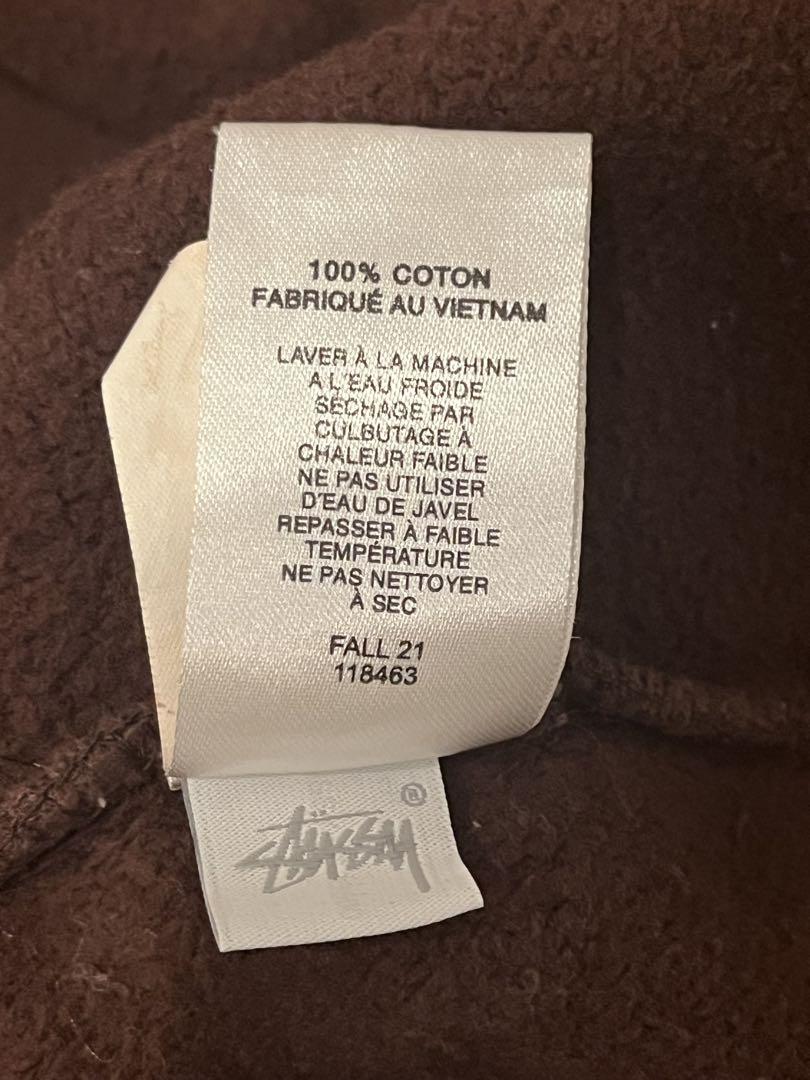 100% COTON
FABRIQUÉ AU VIETNAM
LAVER À LA MACHINE
A L'EAU FROIDE
SÉCHAGE PAR
CULBUTAGE À
CHALEUR FAIBLE
NE PAS UTILISER
D'EAU DE JAVEL
REPASSER À FAIBLE
TEMPÉRATURE
NE PAS NETTOYER
À SEC
FALL 21
118463
Stüssy®